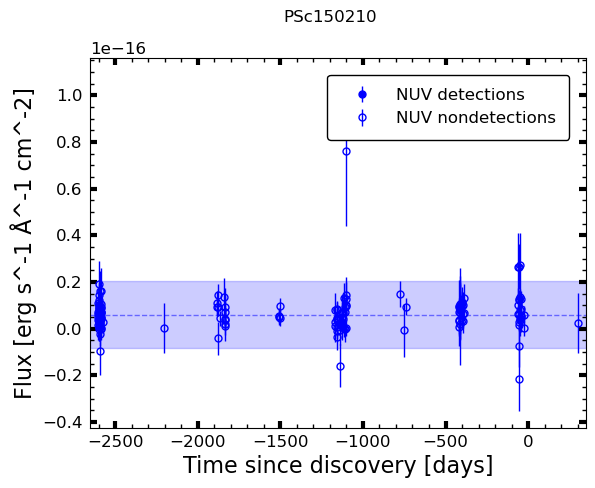 PSc150210
1e−16
NUV detections
NUV nondetections
1.0
0.8
0.6
0.4
0.2
0.0
−0.2
−0.4
Flux [erg s^-1 Å^-1 cm^-2]
−2500 −2000 −1500 −1000 −500 0
Time since discovery [days]